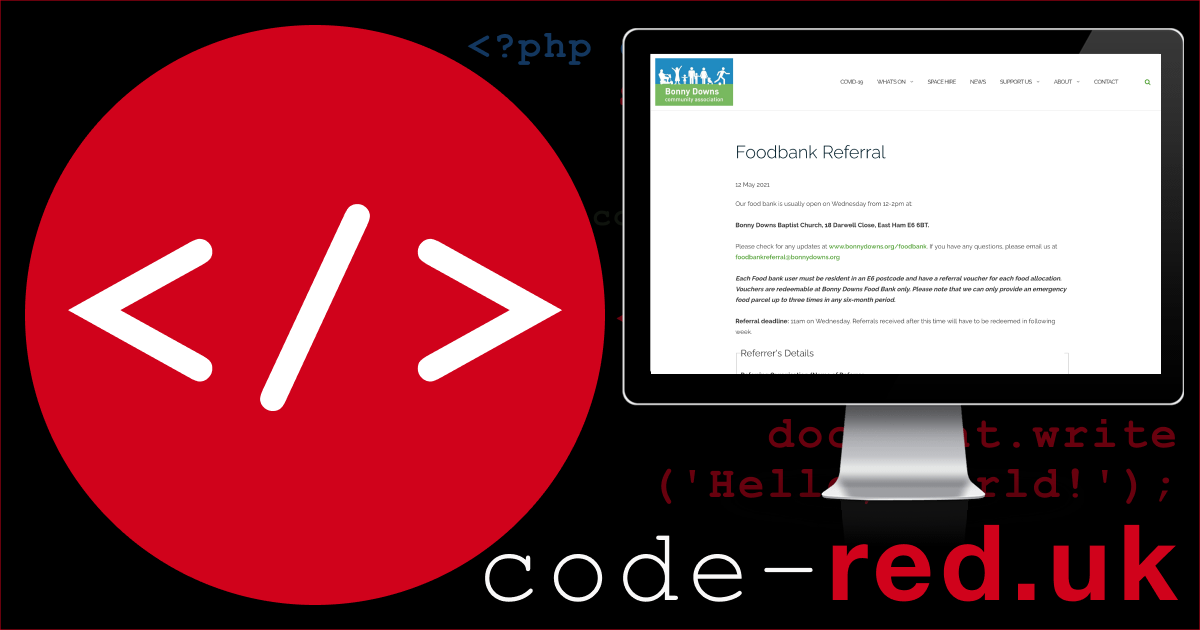 <?php
Bonny Downs
community association
COVID-19 WHAT'S ON SPACE HIRE NEWS SUPPORT US ABOUT CONTACT
Foodbank Referral
12 May 2021
Our food bank is usually open on Wednesday from 12-2pm at:
Bonny Downs Baptist Church, 18 Darwell Close, East Ham E6 6BT.
Please check for any updates at www.bonnydowns.org/foodbank. If you have any questions, please email us at
foodbankreferral@bonnydowns.org
Each Food bank user must be resident in an E6 postcode and have a referral voucher for each food allocation.
Vouchers are redeemable at Bonny Downs Food Bank only. Please note that we can only provide an emergency
food parcel up to three times in any six-month period.
Referral deadline: 11am on Wednesday. Referrals received after this time will have to be redeemed in following
week.
Referrer's Details
</>
doc nt.write
('Hell rld!');
code-red.uk